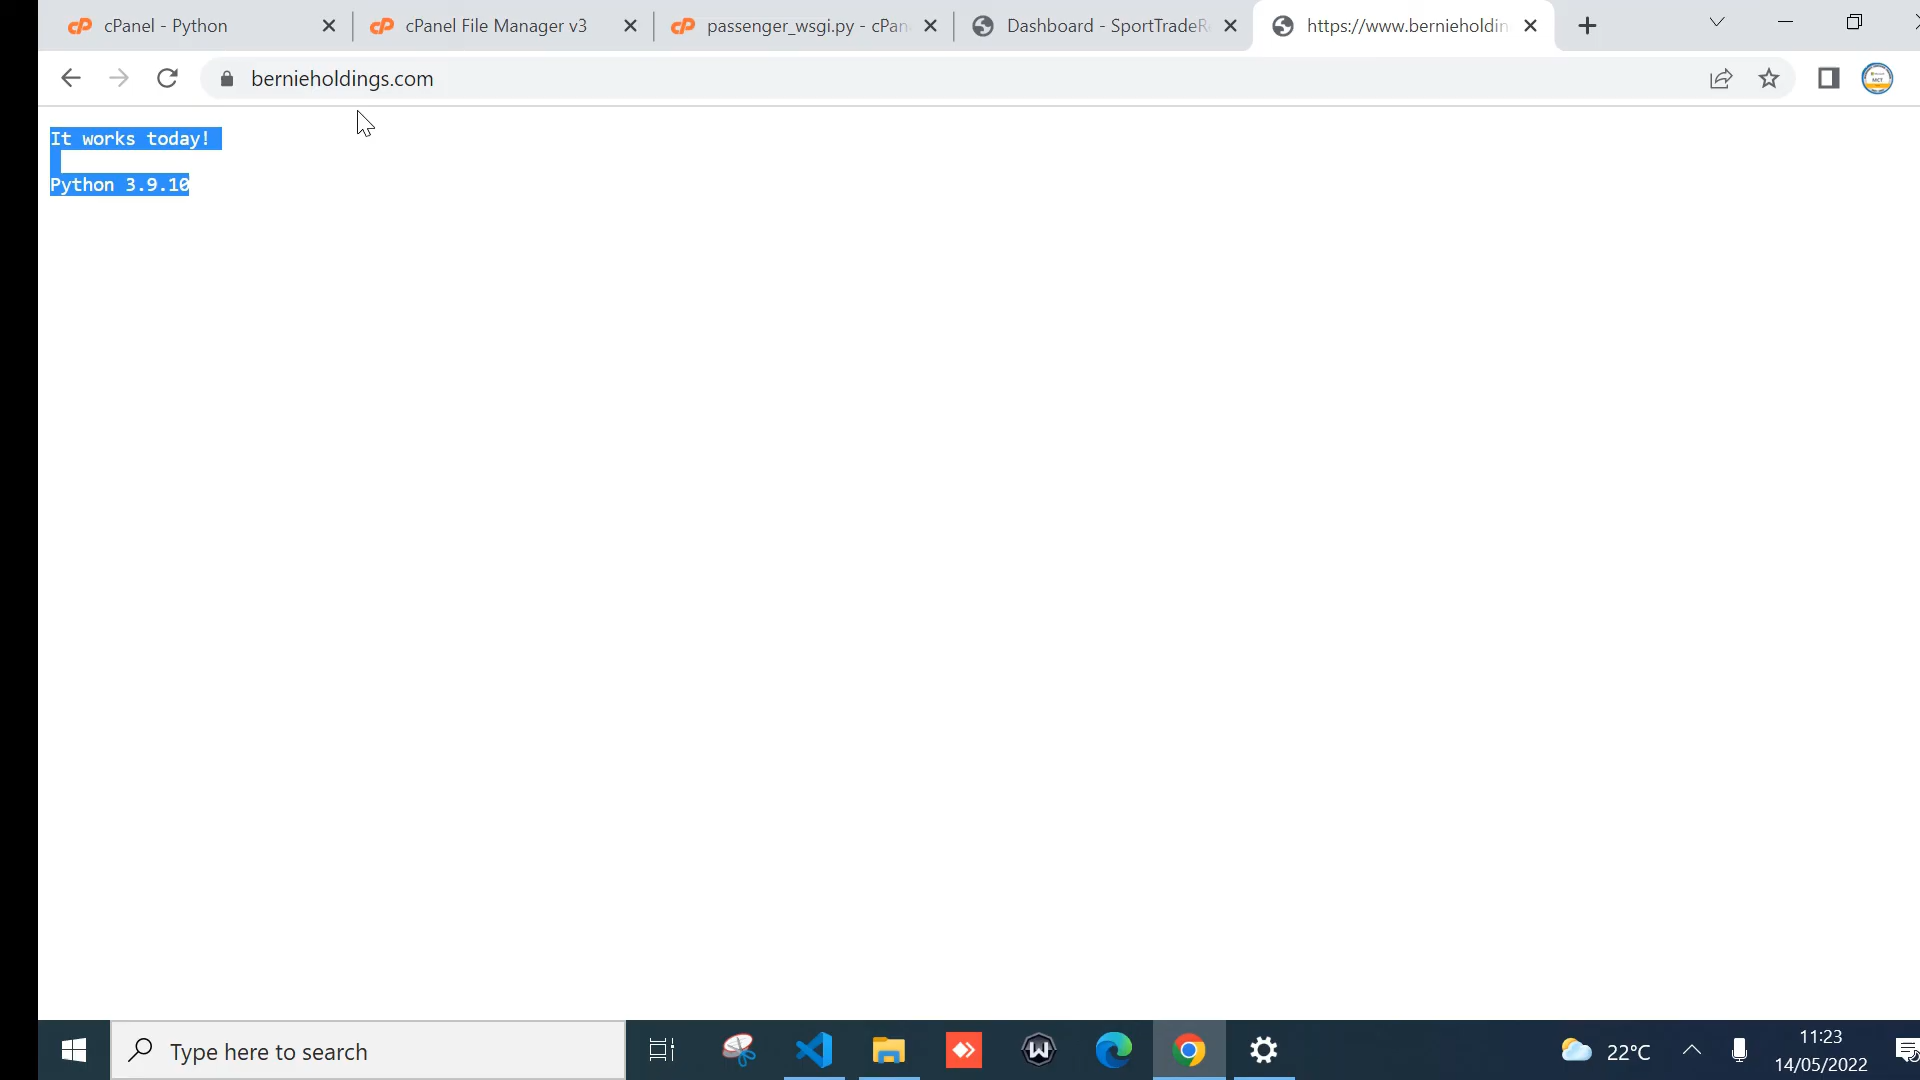 cPanel - Python
cPanel File Manager v3
passenger_wsgi.py - cPan
Dashboard - SportTradeR
https://www.bernieholdin
bernieholdings.com
It works today!
Python 3.9.10
Type here to search
22°C
11:23
14/05/2022